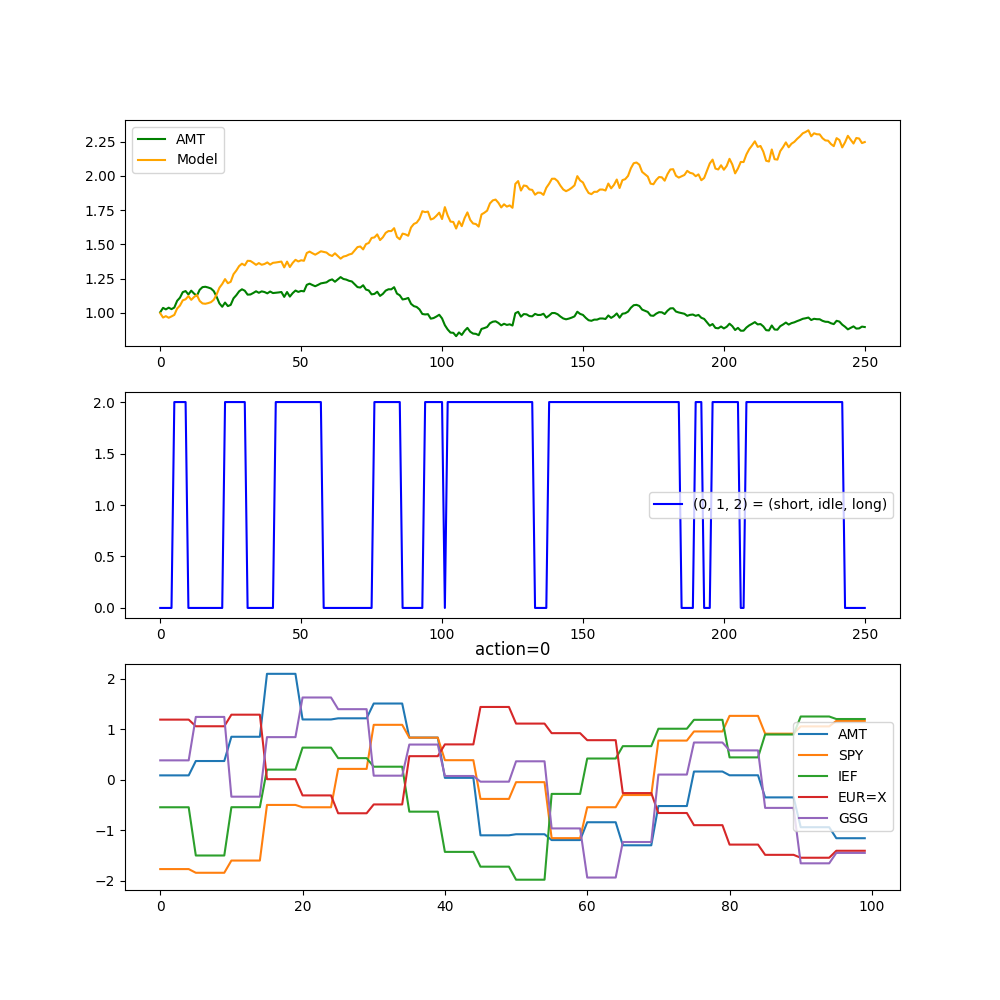 2.25
2.00
1.75
1.50
1.25
1.00
AMT
Model
0 50 100 150 200 250
2.0
1.5
1.0
0.5
0.0
(0, 1, 2) = (short, idle, long)
0 50 100 150 200 250
action=0
2
1
0
−1
−2
AMT
SPY
IEF
EUR=X
GSG
0 20 40 60 80 100